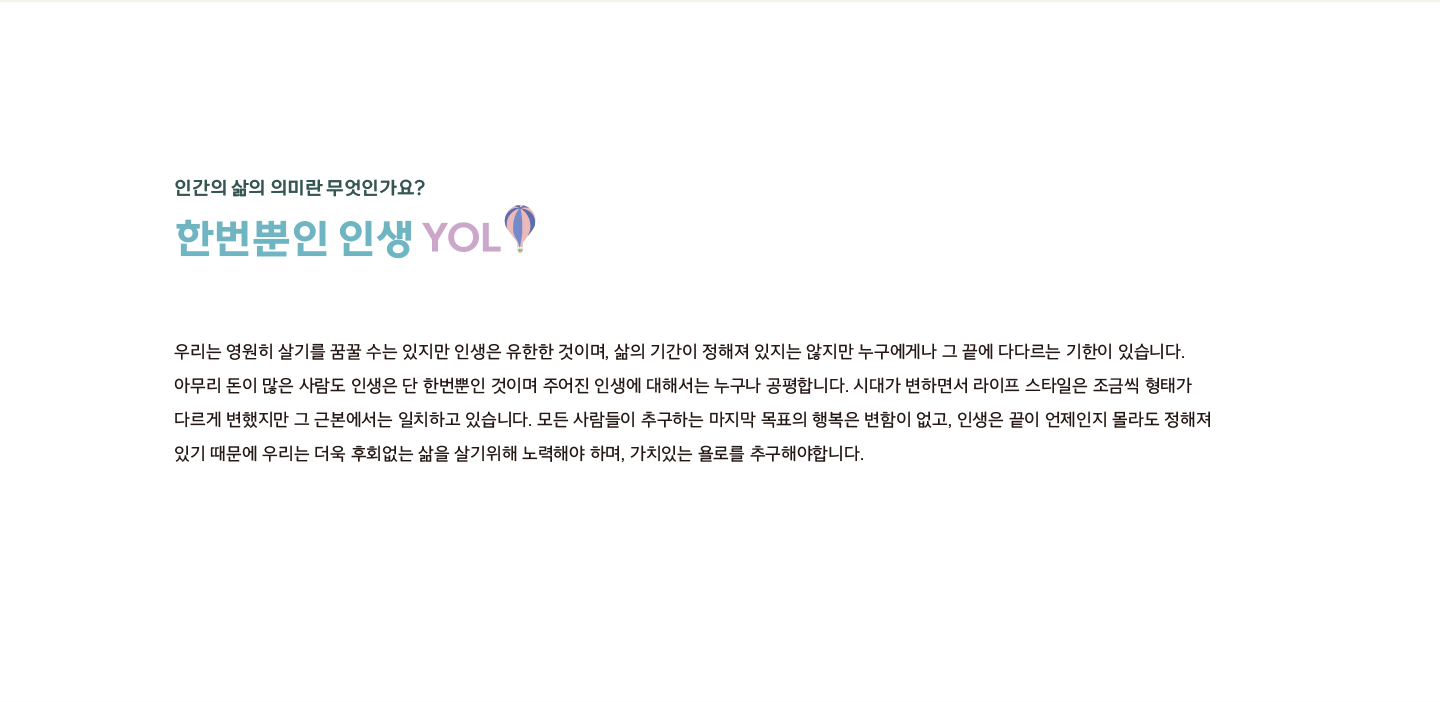 인간의 삶의 의미란 무엇인가요?
한번뿐인 인생 YOL
우리는 영원히 살기를 꿈꿀 수는 있지만 인생은 유한한 것이며, 삶의 기간이 정해져 있지는 않지만 누구에게나 그 끝에 다다르는 기한이 있습니다.
아무리 돈이 많은 사람도 인생은 단 한번뿐인 것이며 주어진 인생에 대해서는 누구나 공평합니다. 시대가 변하면서 라이프 스타일은 조금씩 형태가
다르게 변했지만 그 근본에서는 일치하고 있습니다. 모든 사람들이 추구하는 마지막 목표의 행복은 변함이 없고, 인생은 끝이 언제인지 몰라도 정해져
있기 때문에 우리는 더욱 후회없는 삶을 살기위해 노력해야 하며, 가치있는 욜로를 추구해야합니다.